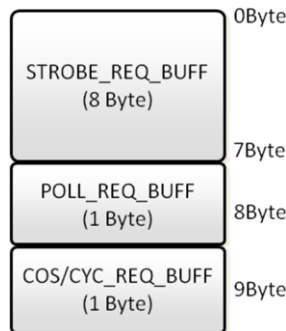 0Byte
STROBE_REQ_BUFF
(8 Byte)
7Byte
POLL_REQ_BUFF
(1 Byte)
8Byte
COS/CYC_REQ_BUFF
(1 Byte)
9Byte